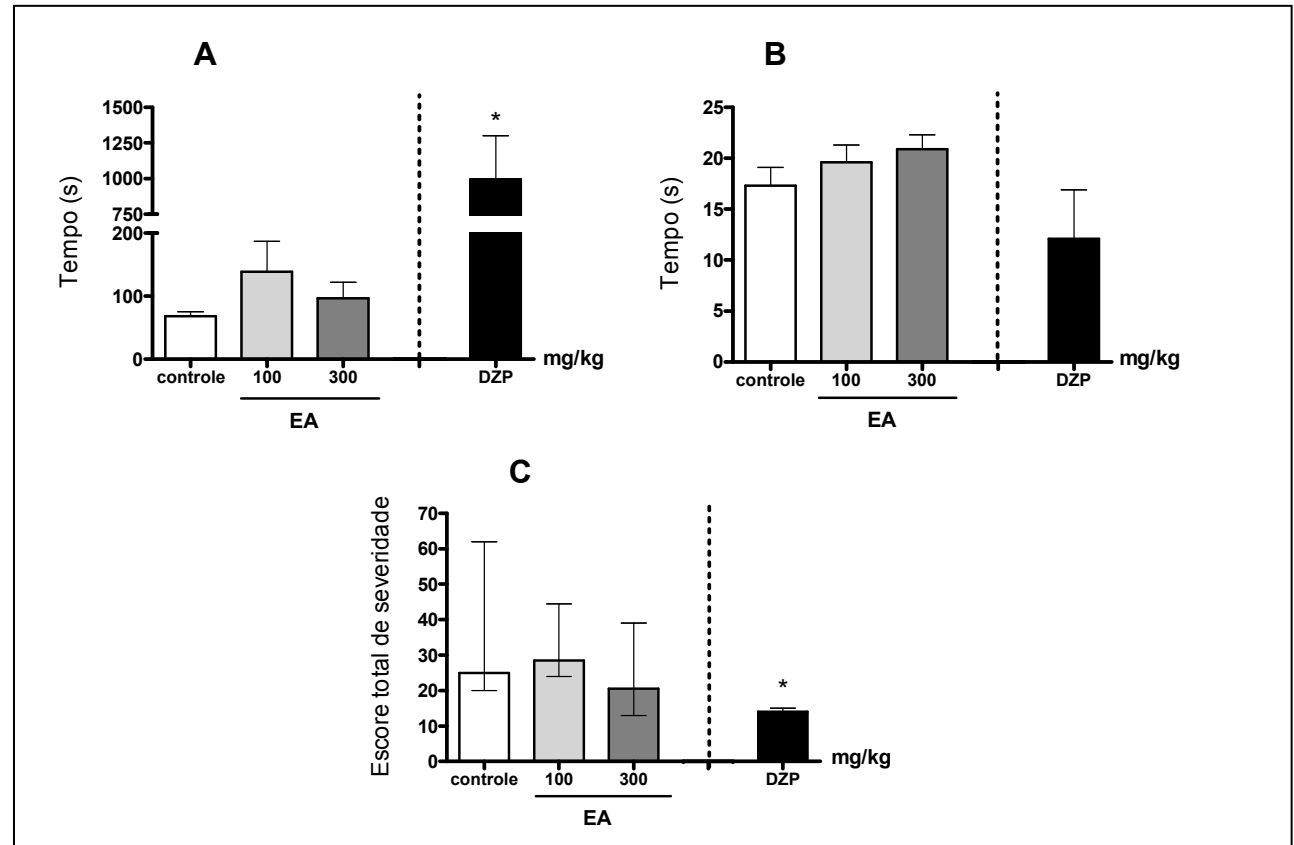 A
Tempo (s)
1500
1250
1000
750
200
100
0
*
controle 100 300 DZP mg/kg
EA
B
Tempo (s)
25
20
15
10
5
0
controle 100 300 DZP mg/kg
EA
C
Escore total de severidade
70
60
50
40
30
20
10
0
*
controle 100 300 DZP mg/kg
EA